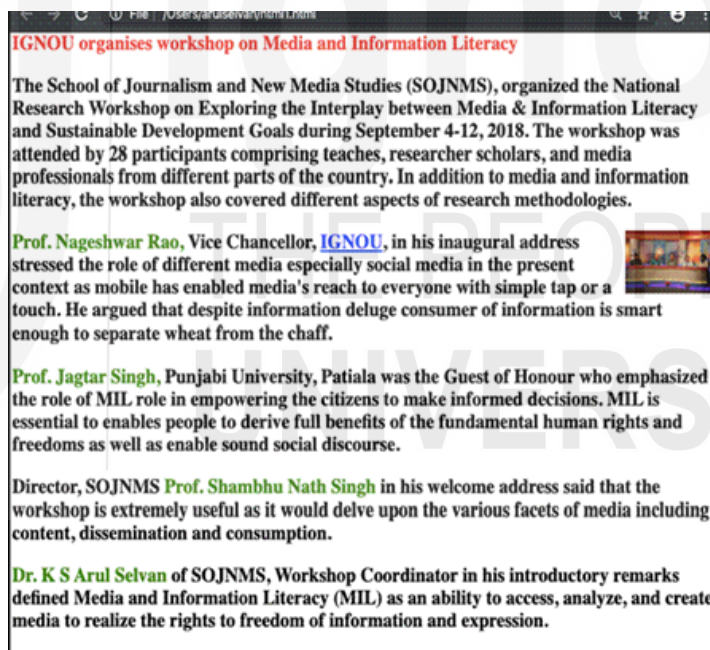 File | /Users/arulselvan/html1.html
IGNOU organises workshop on Media and Information Literacy
The School of Journalism and New Media Studies (SOJNMS), organized the National
Research Workshop on Exploring the Interplay between Media & Information Literacy
and Sustainable Development Goals during September 4-12, 2018. The workshop was
attended by 28 participants comprising teaches, researcher scholars, and media
professionals from different parts of the country. In addition to media and information
literacy, the workshop also covered different aspects of research methodologies.
Prof. Nageshwar Rao, Vice Chancellor, IGNOU, in his inaugural address
stressed the role of different media especially social media in the present
context as mobile has enabled media's reach to everyone with simple tap or a
touch. He argued that despite information deluge consumer of information is smart
enough to separate wheat from the chaff.
Prof. Jagtar Singh, Punjabi University, Patiala was the Guest of Honour who emphasized
the role of MIL role in empowering the citizens to make informed decisions. MIL is
essential to enables people to derive full benefits of the fundamental human rights and
freedoms as well as enable sound social discourse.
Director, SOJNMS Prof. Shambhu Nath Singh in his welcome address said that the
workshop is extremely useful as it would delve upon the various facets of media including
content, dissemination and consumption.
Dr. K S Arul Selvan of SOJNMS, Workshop Coordinator in his introductory remarks
defined Media and Information Literacy (MIL) as an ability to access, analyze, and create
media to realize the rights to freedom of information and expression.